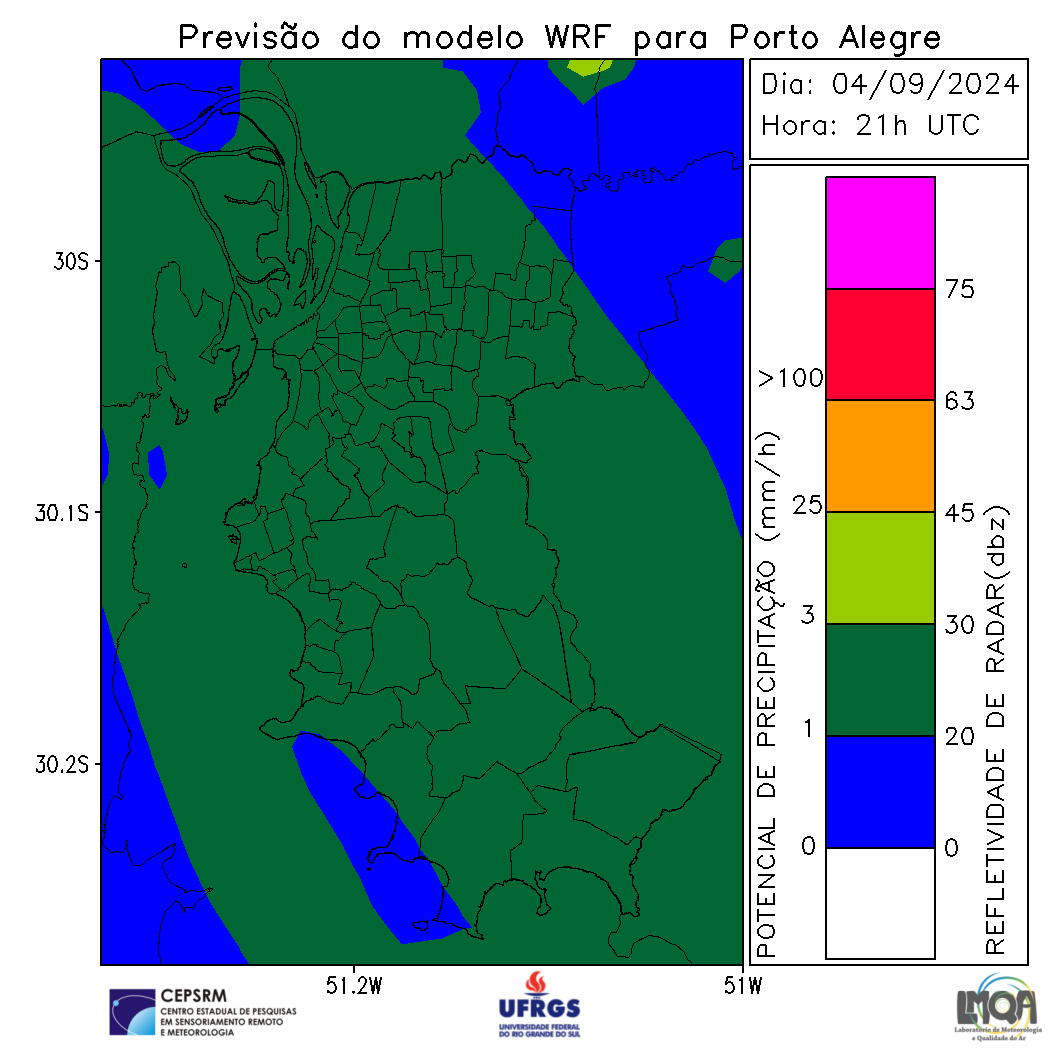 Previsão do modelo WRF para Porto Alegre
Dia: 04/09/2024
Hora: 21h UTC
30S
30.1S
30.2S
51.2W
51W
POTENCIAL DE PRECIPITAÇÃO (mm/h)
>100
25
3
1
0
75
63
45
30
20
0
REFLETIVIDADE DE RADAR(dbz)
CEPSRM
CENTRO ESTADUAL DE PESQUISAS
EM SENSORIAMENTO REMOTO
E METEOROLOGIA
UFRGS
UNIVERSIDADE FEDERAL
DO RIO GRANDE DO SUL
LMQA
Laboratório de Meteorologia
e Qualidade do Ar